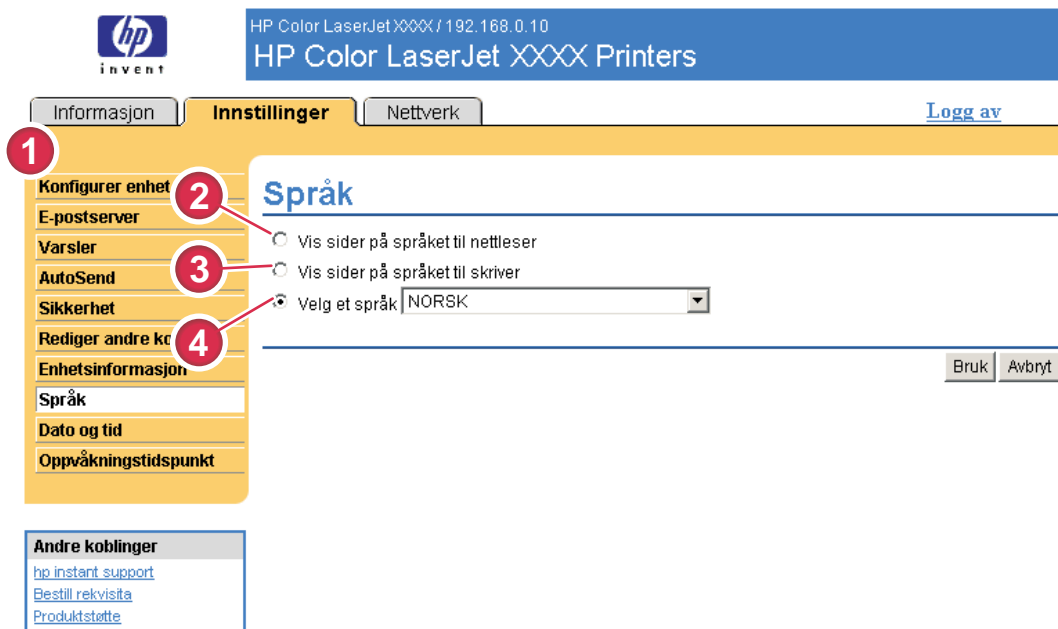 hp
invent
HP Color LaserJet XXXX / 192.168.0.10
HP Color LaserJet XXXX Printers
Informasjon
Innstillinger
Nettverk
Logg av
1
Konfigurer enhet
E-postserver
Varsler
AutoSend
Sikkerhet
Rediger andre ko
Enhetsinformasjon
Språk
Dato og tid
Oppvåkningstidspunkt
Språk
2
Vis sider på språket til nettleser
3
Vis sider på språket til skriver
4
Velg et språk NORSK
Bruk Avbryt
Andre koblinger
hp instant support
Bestill rekvisita
Produktstøtte